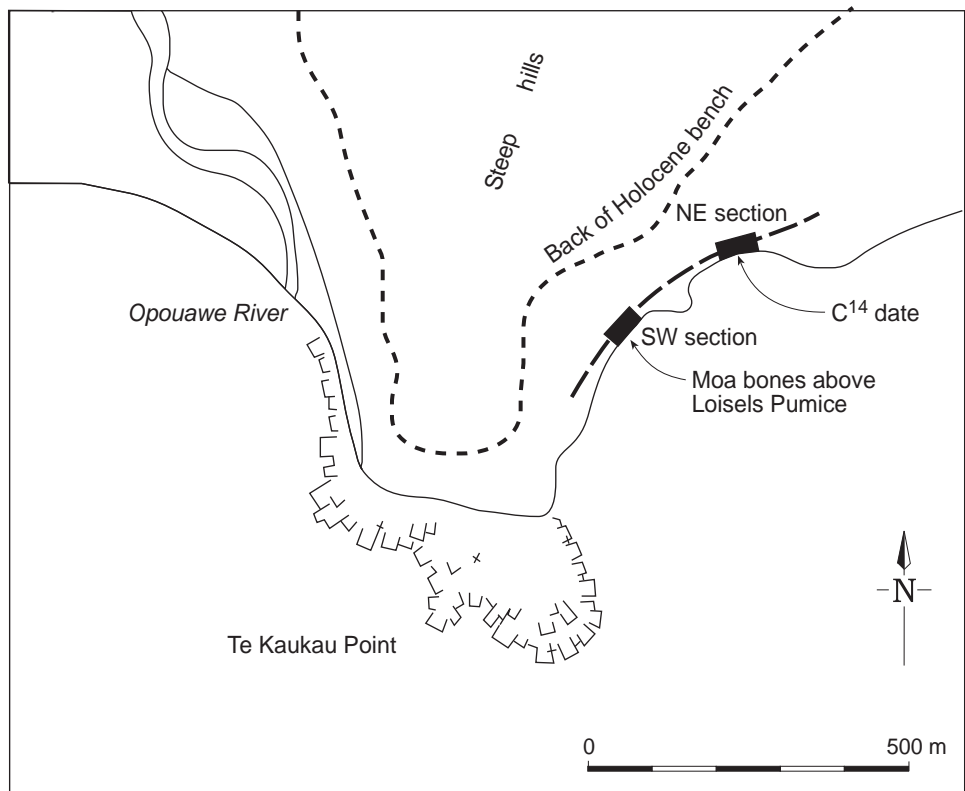 Steep hills
Back of Holocene bench
NE section
Opouawe River
C14 date
SW section
Moa bones above
Loisels Pumice
N
Te Kaukau Point
0 500 m